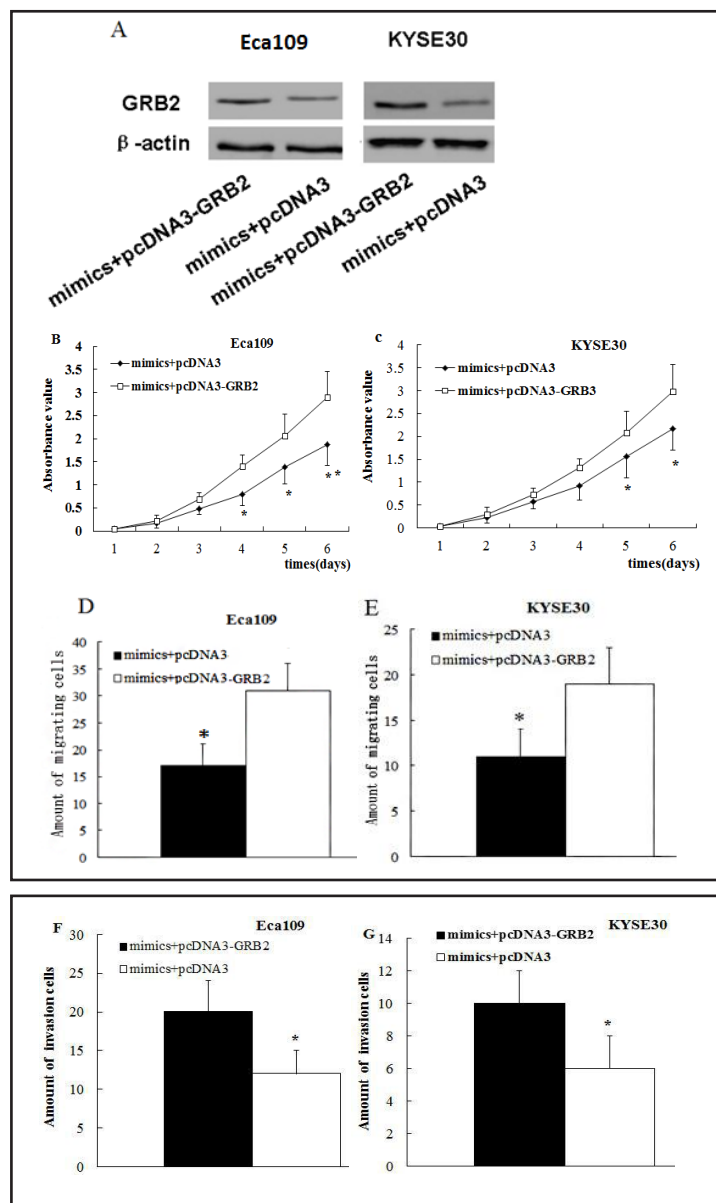 A
Eca109 KYSE30
GRB2
β-actin
mimics+pcDNA3-GRB2
mimics+pcDNA3
mimics+pcDNA3-GRB2
mimics+pcDNA3
B
Eca109
mimics+pcDNA3
mimics+pcDNA3-GRB2
Absorbance value
4
3.5
3
2.5
2
1.5
1
0.5
0
1 2 3 4 5 6
times(days)
* * * *
C
KYSE30
mimics+pcDNA3
mimics+pcDNA3-GRB3
Absorbance value
4
3.5
3
2.5
2
1.5
1
0.5
0
1 2 3 4 5 6
times(days)
* *
D
Eca109
mimics+pcDNA3
mimics+pcDNA3-GRB2
Amount of migrating cells
40
35
30
25
20
15
10
5
0
*
E
KYSE30
mimics+pcDNA3
mimics+pcDNA3-GRB2
Amount of migrating cells
25
20
15
10
5
0
*
F
Eca109
mimics+pcDNA3-GRB2
mimics+pcDNA3
Amount of invasion cells
30
25
20
15
10
5
0
*
G
KYSE30
mimics+pcDNA3-GRB2
mimics+pcDNA3
Amount of invasion cells
14
12
10
8
6
4
2
0
*